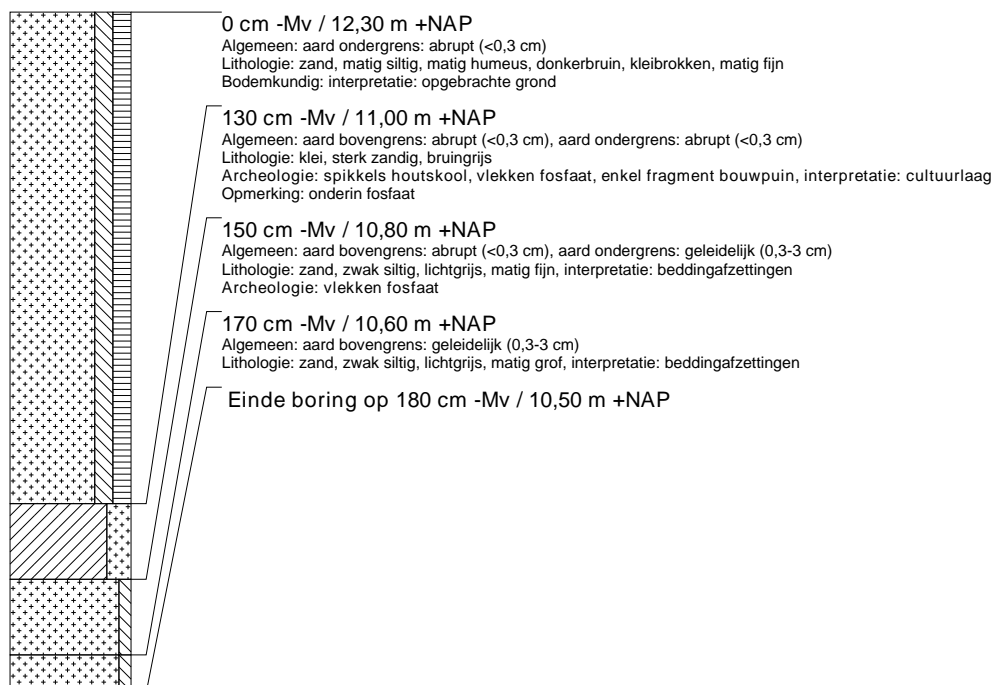 0 cm -Mv / 12,30 m +NAP
Algemeen: aard ondergrens: abrupt (<0,3 cm)
Lithologie: zand, matig siltig, matig humeus, donkerbruin, kleibrokken, matig fijn
Bodemkundig: interpretatie: opgebrachte grond
130 cm -Mv / 11,00 m +NAP
Algemeen: aard bovengrens: abrupt (<0,3 cm), aard ondergrens: abrupt (<0,3 cm)
Lithologie: klei, sterk zandig, bruingrijs
Archeologie: spikkels houtskool, vlekken fosfaat, enkel fragment bouwpuin, interpretatie: cultuurlaag
Opmerking: onderin fosfaat
150 cm -Mv / 10,80 m +NAP
Algemeen: aard bovengrens: abrupt (<0,3 cm), aard ondergrens: geleidelijk (0,3-3 cm)
Lithologie: zand, zwak siltig, lichtgrijs, matig fijn, interpretatie: beddingafzettingen
Archeologie: vlekken fosfaat
170 cm -Mv / 10,60 m +NAP
Algemeen: aard bovengrens: geleidelijk (0,3-3 cm)
Lithologie: zand, zwak siltig, lichtgrijs, matig grof, interpretatie: beddingafzettingen
Einde boring op 180 cm -Mv / 10,50 m +NAP